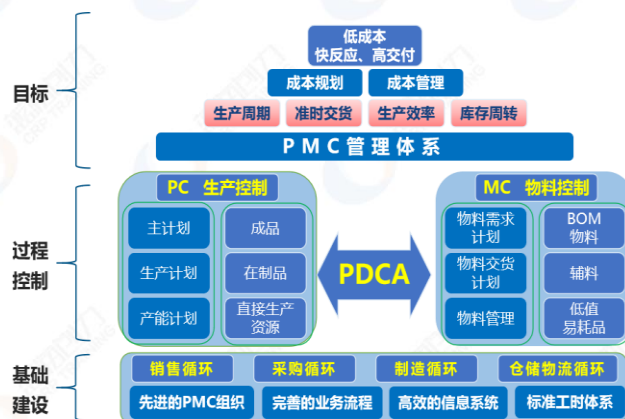 低成本
快反应、高交付
成本规划 成本管理
目标
生产周期 准时交货 生产效率 库存周转
PMC管理体系
PC 生产控制
主计划 成品
生产计划 在制品
产能计划 直接生产
资源
过程
控制
PDCA
MC 物料控制
物料需求
计划
BOM
物料
物料交货
计划
辅料
物料管理
低值
易耗品
基础
建设
销售循环 采购循环 制造循环 仓储物流循环
先进的PMC组织 完善的业务流程 高效的信息系统 标准工时体系